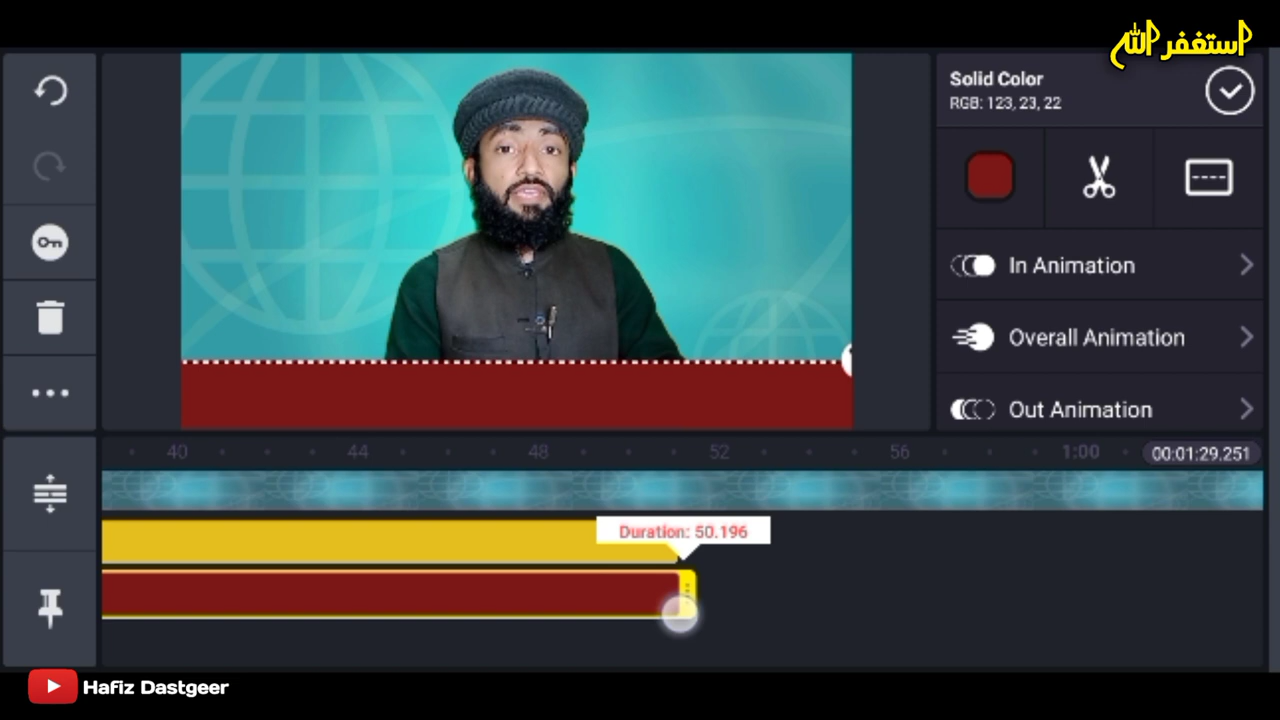 استغفر اللہ
Solid Color
RGB: 123, 23, 22
In Animation
Overall Animation
Out Animation
40 44 48 52 56 1:00 00:01:29.251
Duration: 50.196
Hafiz Dastgeer